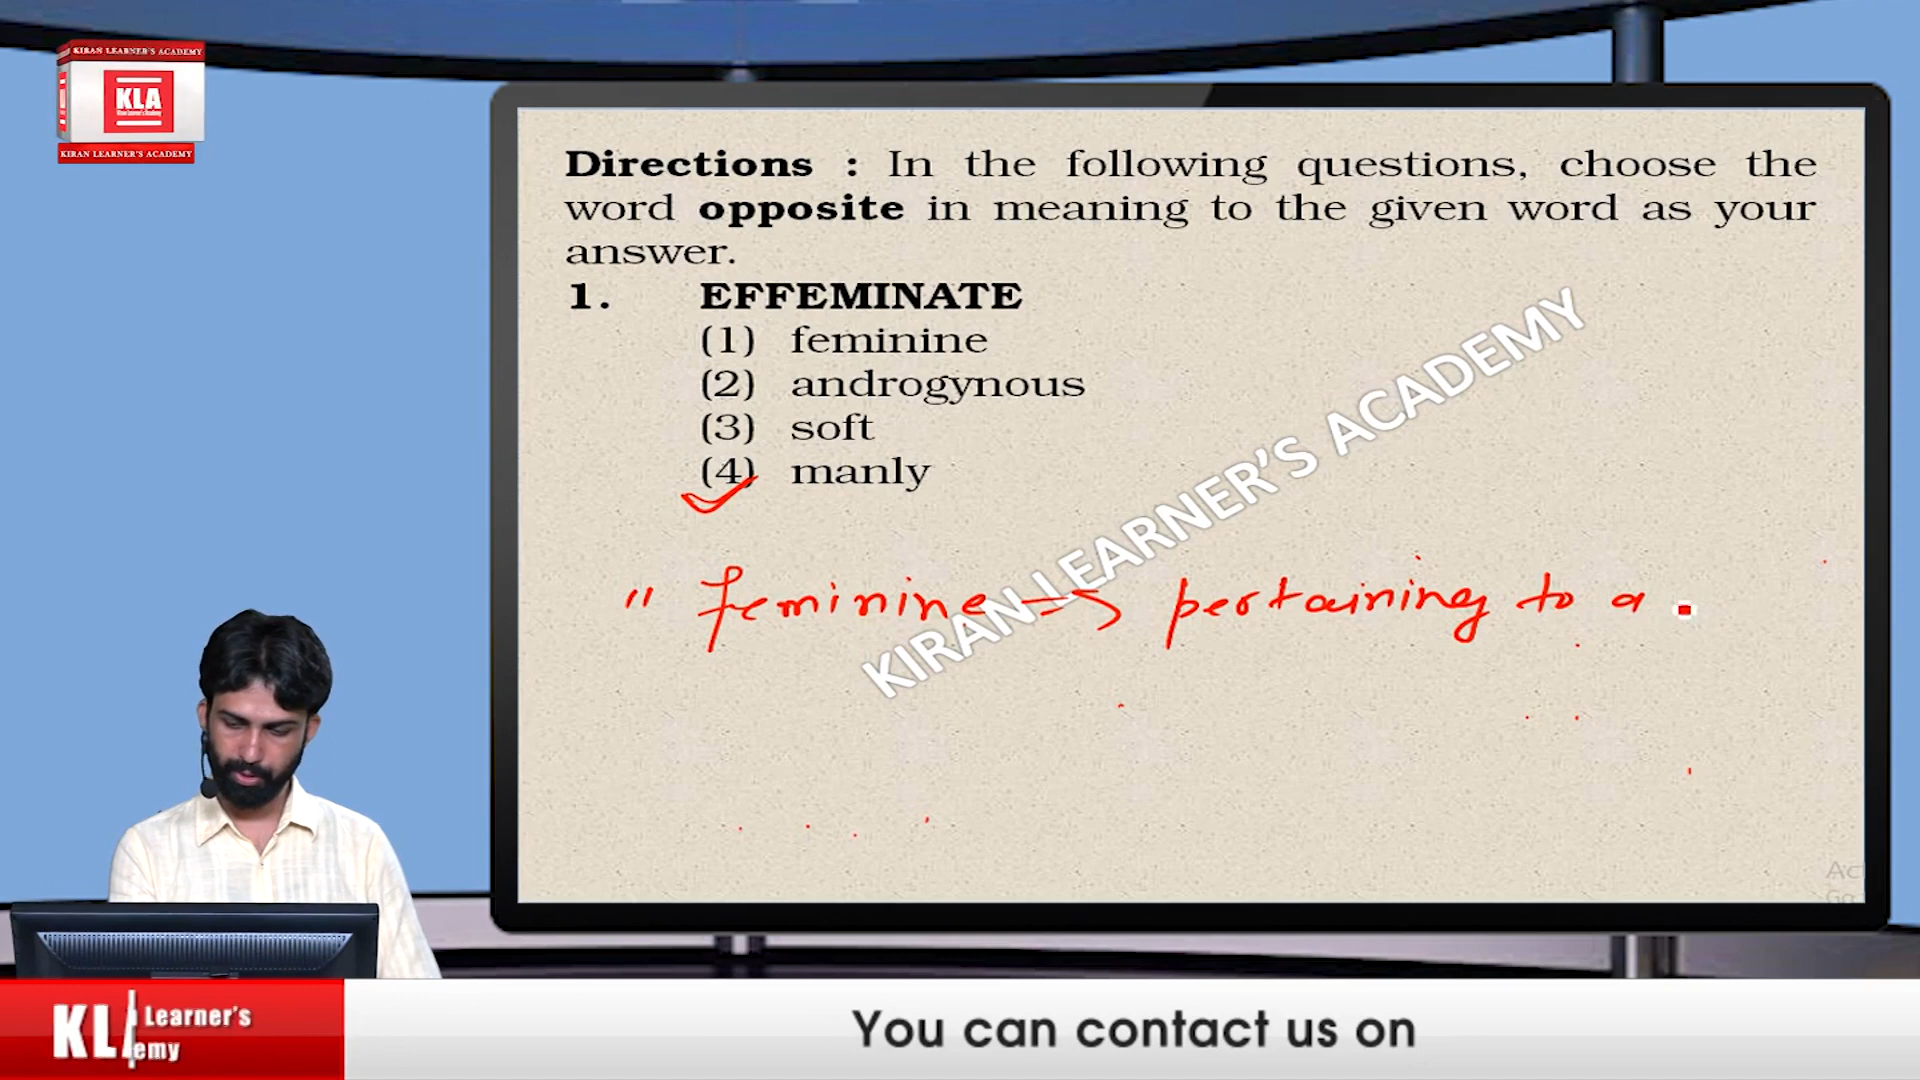 KIRAN LEARNER'S ACADEMY
KLA
KIRAN LEARNER'S ACADEMY
Directions : In the following questions, choose the
word opposite in meaning to the given word as your
answer.
1. EFFEMINATE
(1) feminine
(2) androgynous
(3) soft
(4) manly
" feminine => pertaining to a
KIRAN LEARNER'S ACADEMY
Learner's
emy
You can contact us on